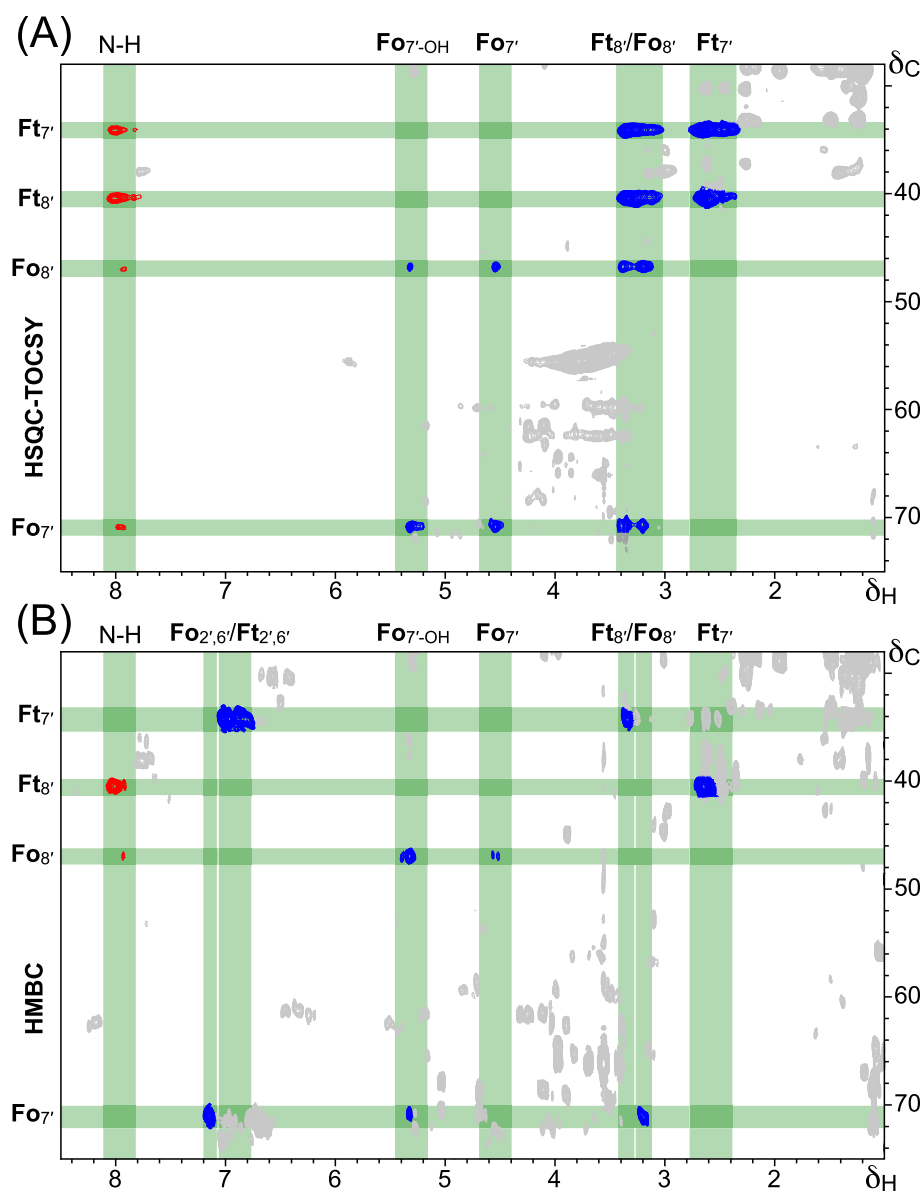 (A)
N-H Fo7′-OH Fo7′ Ft8′/Fo8′ Ft7′
δC
Ft7′
Ft8′
40
Fo8′
50
HSQC-TOCSY
60
Fo7′
70
8 7 6 5 4 3 2 δH
(B)
N-H Fo2′,6′/Ft2′,6′ Fo7′-OH Fo7′ Ft8′/Fo8′ Ft7′
δC
Ft7′
Ft8′
40
Fo8′
50
HMBC
60
Fo7′
70
8 7 6 5 4 3 2 δH